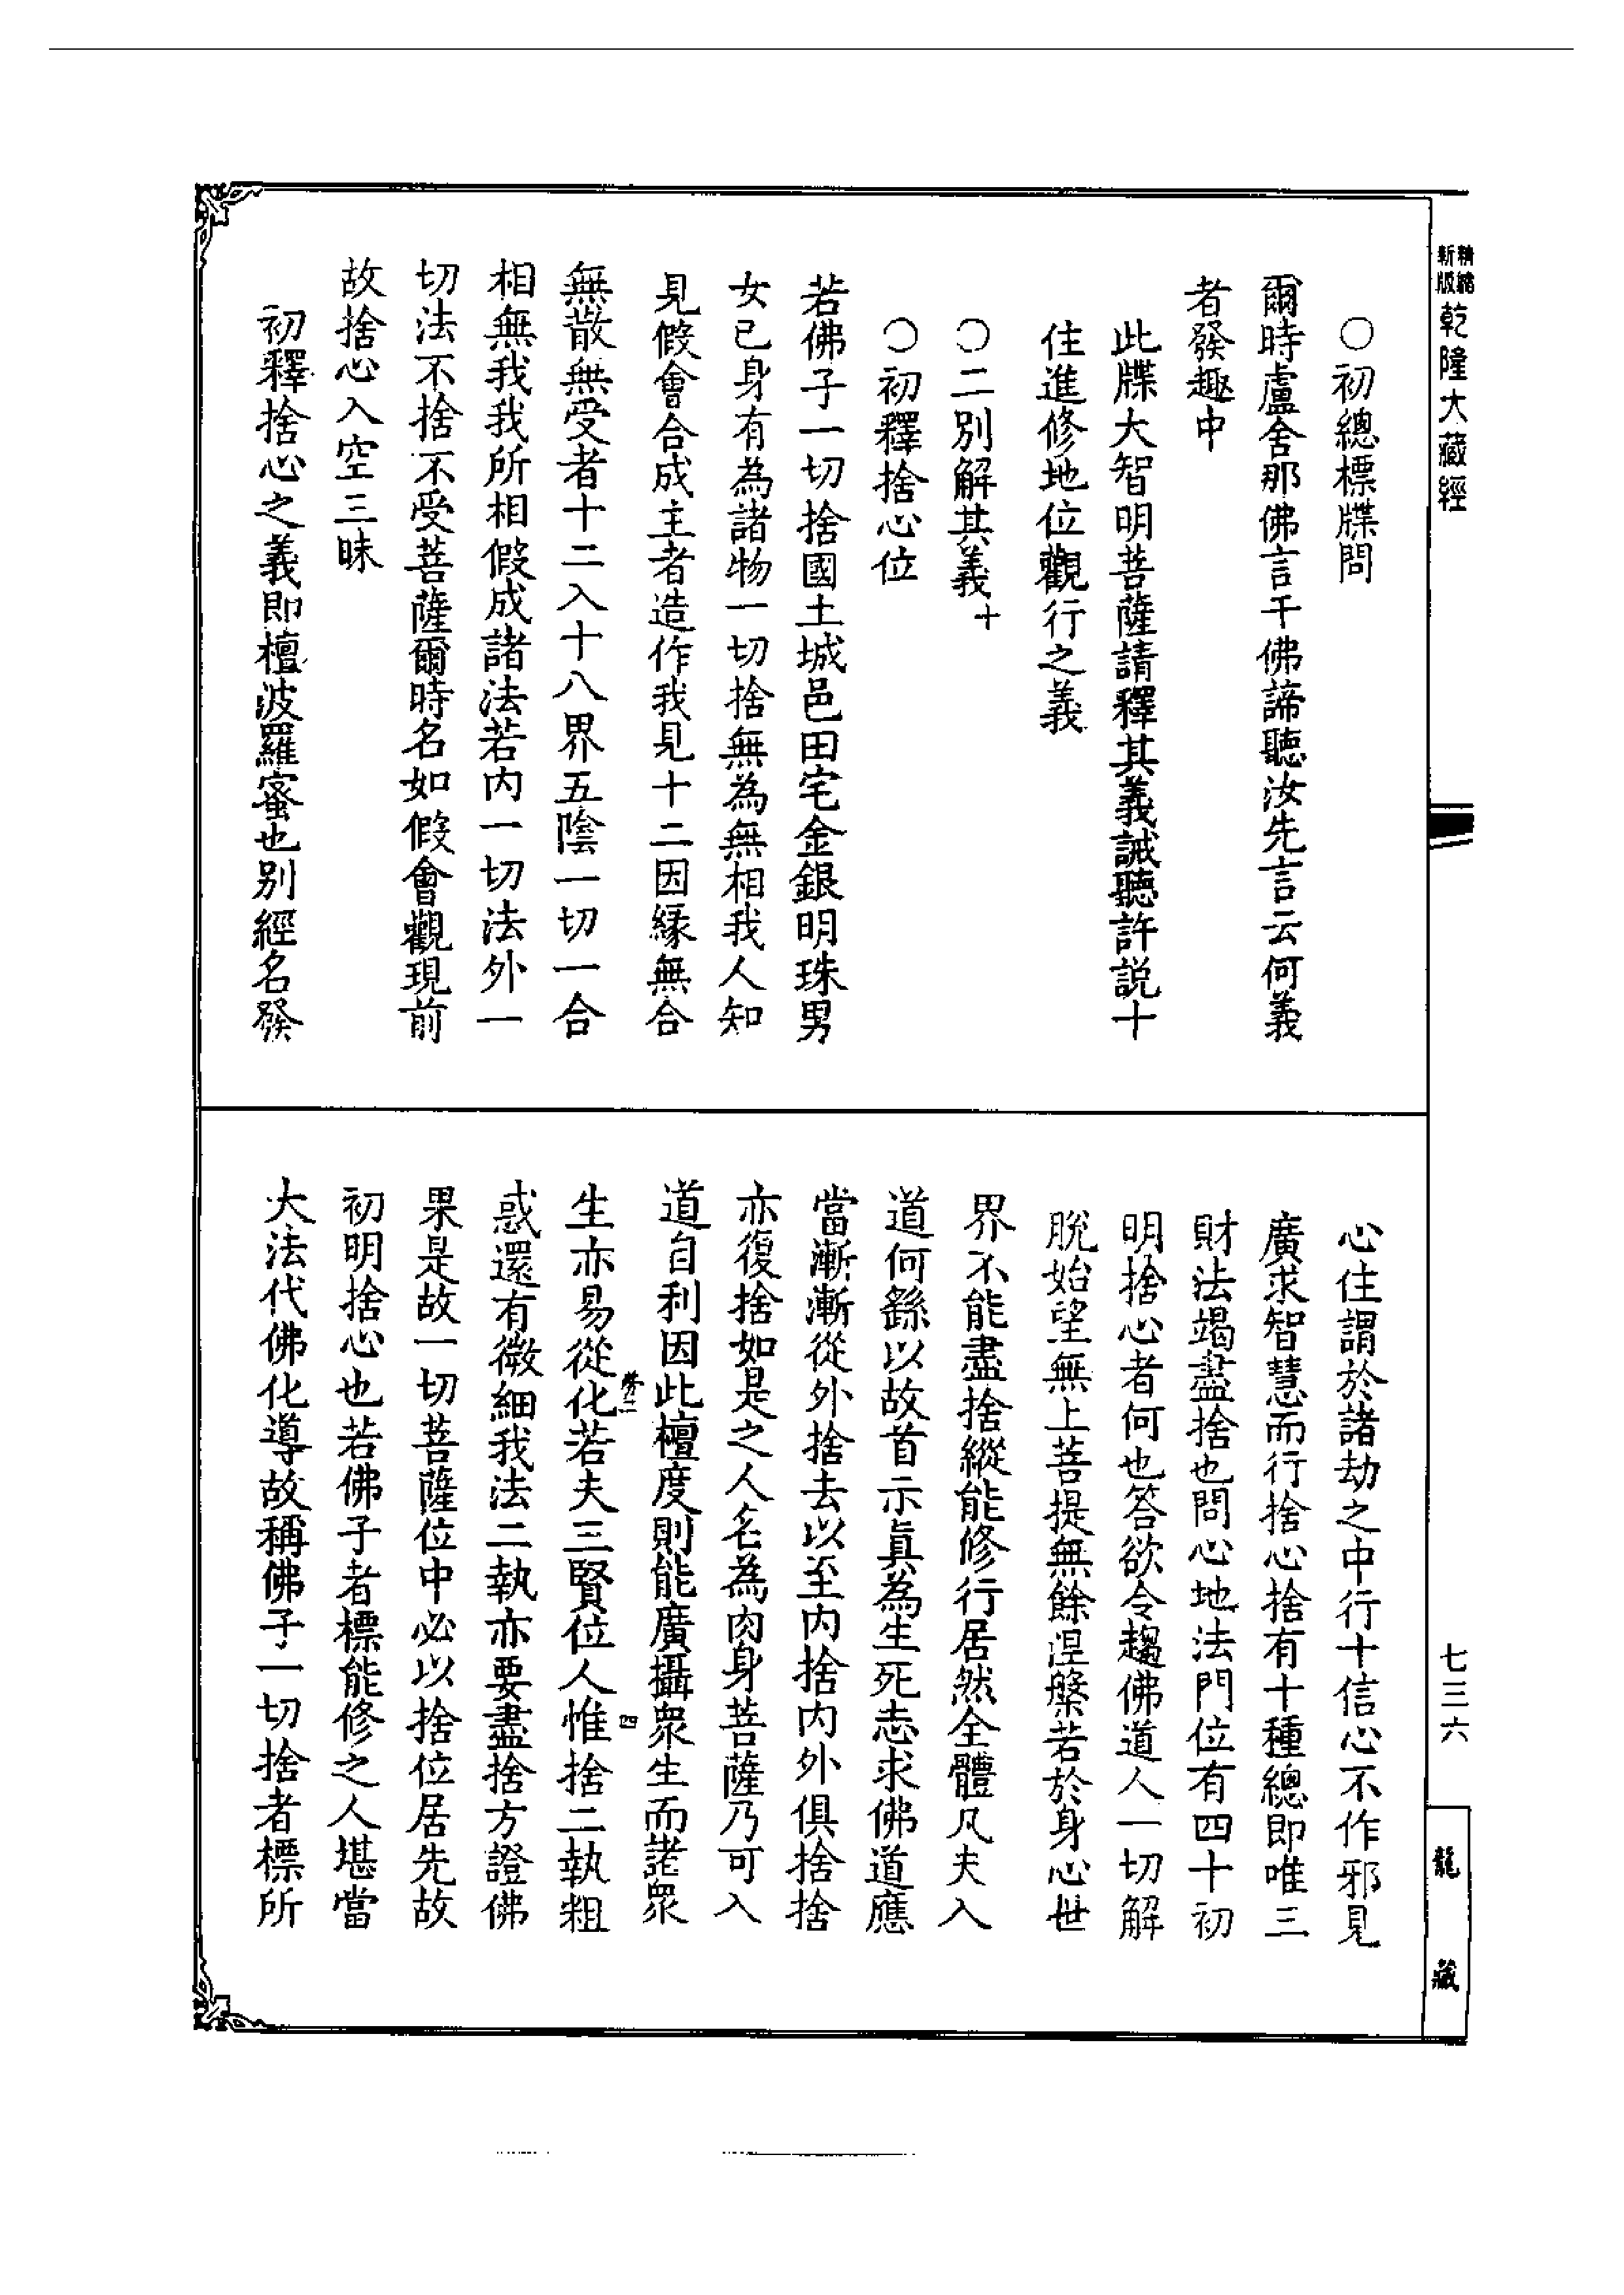 精縮
新版
乾隆大藏經
〇初總標牒問
爾時盧舍那佛言千佛諦聽汝先言云何義
者發趣中
此牒大智明菩薩請釋其義誡聽許説十
住進修地位觀行之義
〇二別解其義十
〇初釋捨心位
若佛子一切捨國土城邑田宅金銀明珠男
女已身有為諸物一切捨無為無相我人知
見假會合成主者造作我見十二因緣無合
無散無受者十二入十八界五陰一切一合
相無我我所相假成諸法若內一切法外一
切法不捨不受菩薩爾時名如假會觀現前
故捨心入空三昧
初釋捨心之義即檀波羅蜜也別經名發
心住謂於諸劫之中行十信心不作邪見
廣求智慧而行捨心捨有十種總即唯三
財法竭盡捨也問心地法門位有四十初
明捨心者何也答欲令趨佛道人一切解
脫始望無上菩提無餘涅槃若於身心世
界不能盡捨縱能修行居然全體凡夫入
道何繇以故首示真為生死志求佛道應
當漸漸從外捨去以至內捨內外俱捨捨
亦復捨如是之人名為肉身菩薩乃可入
道自利因此檀度則能廣攝衆生而諸衆
生亦易從化若夫三賢位人惟捨二執粗
惑還有微細我法二執亦要盡捨方證佛
果是故一切菩薩位中必以捨位居先故
初明捨心也若佛子者標能修之人堪當
大法代佛化導故稱佛子一切捨者標所
四
七三六
龍藏